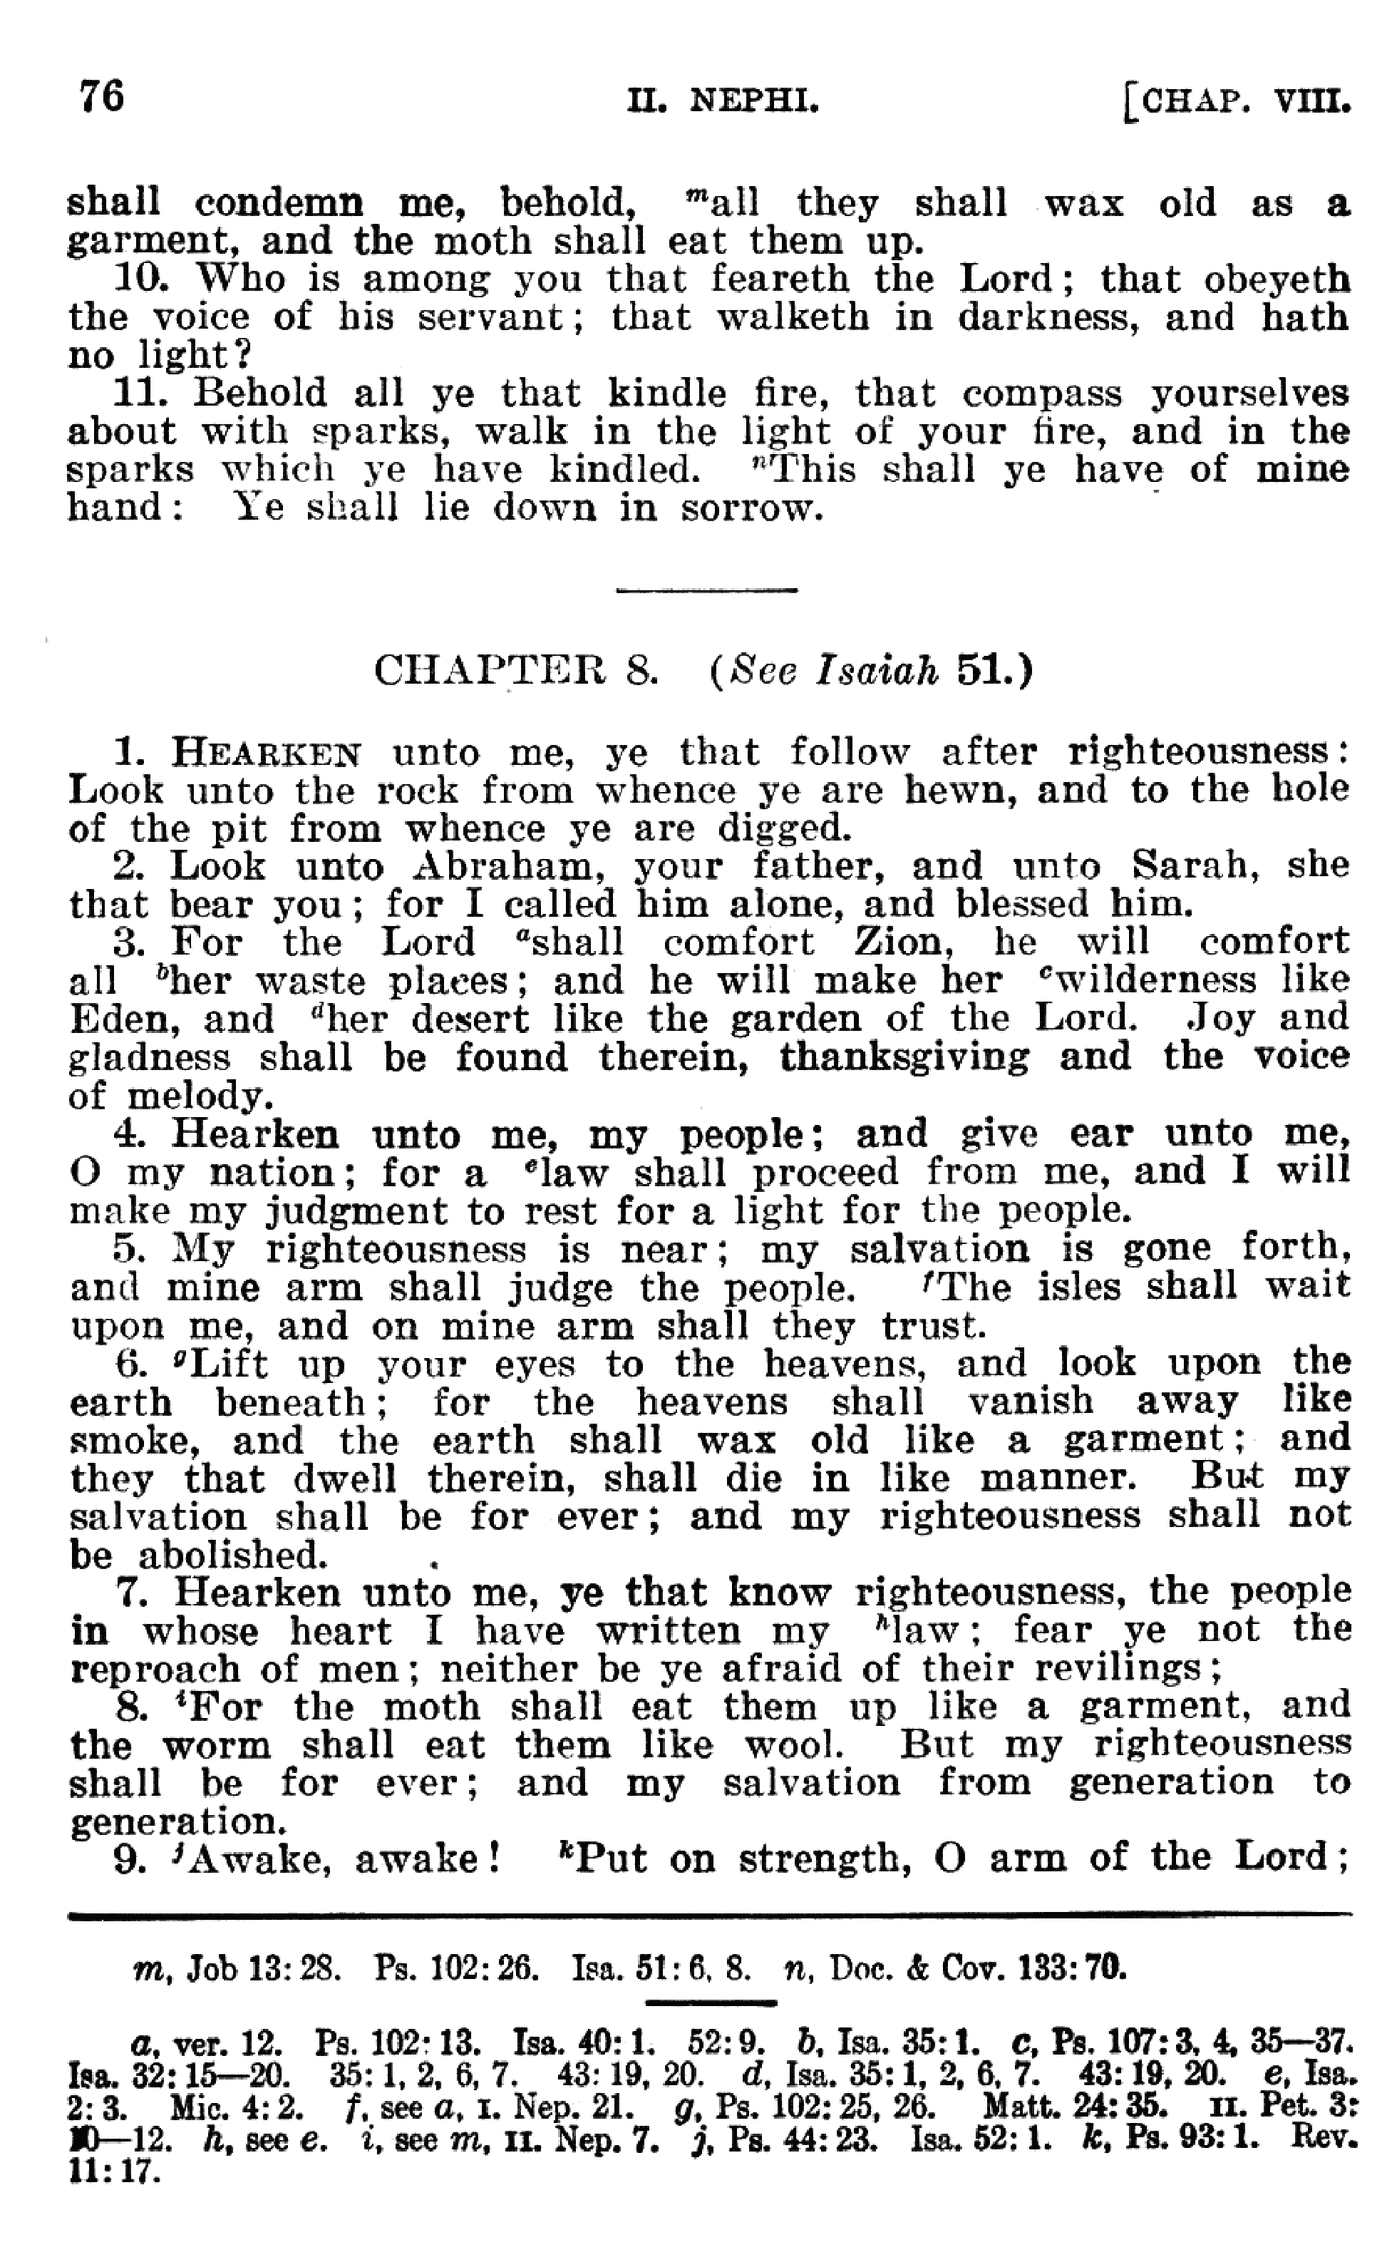 76 II. NEPHI. [CHAP. VIII.
shall condemn me, behold, ᵐall they shall wax old as a
garment, and the moth shall eat them up.
10. Who is among you that feareth the Lord; that obeyeth
the voice of his servant; that walketh in darkness, and hath
no light?
11. Behold all ye that kindle fire, that compass yourselves
about with sparks, walk in the light of your fire, and in the
sparks which ye have kindled. ⁿThis shall ye have of mine
hand: Ye shall lie down in sorrow.
CHAPTER 8. (See Isaiah 51.)
1. HEARKEN unto me, ye that follow after righteousness:
Look unto the rock from whence ye are hewn, and to the hole
of the pit from whence ye are digged.
2. Look unto Abraham, your father, and unto Sarah, she
that bear you; for I called him alone, and blessed him.
3. For the Lord ᵃshall comfort Zion, he will comfort
all ᵇher waste places; and he will make her ᶜwilderness like
Eden, and ᵈher desert like the garden of the Lord. Joy and
gladness shall be found therein, thanksgiving and the voice
of melody.
4. Hearken unto me, my people; and give ear unto me,
O my nation; for a ᵉlaw shall proceed from me, and I will
make my judgment to rest for a light for the people.
5. My righteousness is near; my salvation is gone forth,
and mine arm shall judge the people. ᶠThe isles shall wait
upon me, and on mine arm shall they trust.
6. ᵍLift up your eyes to the heavens, and look upon the
earth beneath; for the heavens shall vanish away like
smoke, and the earth shall wax old like a garment; and
they that dwell therein, shall die in like manner. But my
salvation shall be for ever; and my righteousness shall not
be abolished.
7. Hearken unto me, ye that know righteousness, the people
in whose heart I have written my ʰlaw; fear ye not the
reproach of men; neither be ye afraid of their revilings;
8. ⁱFor the moth shall eat them up like a garment, and
the worm shall eat them like wool. But my righteousness
shall be for ever; and my salvation from generation to
generation.
9. ʲAwake, awake! ᵏPut on strength, O arm of the Lord;
m, Job 13: 28. Ps. 102: 26. Isa. 51: 6, 8. n, Doc. & Cov. 133: 70.
a, ver. 12. Ps. 102: 13. Isa. 40: 1. 52: 9. b, Isa. 35: 1. c, Ps. 107: 3, 4, 35—37.
Isa. 32: 15—20. 35: 1, 2, 6, 7. 43: 19, 20. d, Isa. 35: 1, 2, 6, 7. 43: 19, 20. e, Isa.
2: 3. Mic. 4: 2. f, see a, I. Nep. 21. g, Ps. 102: 25, 26. Matt. 24: 35. II. Pet. 3:
10—12. h, see e. i, see m, II. Nep. 7. j, Ps. 44: 23. Isa. 52: 1. k, Ps. 93: 1. Rev.
11: 17.